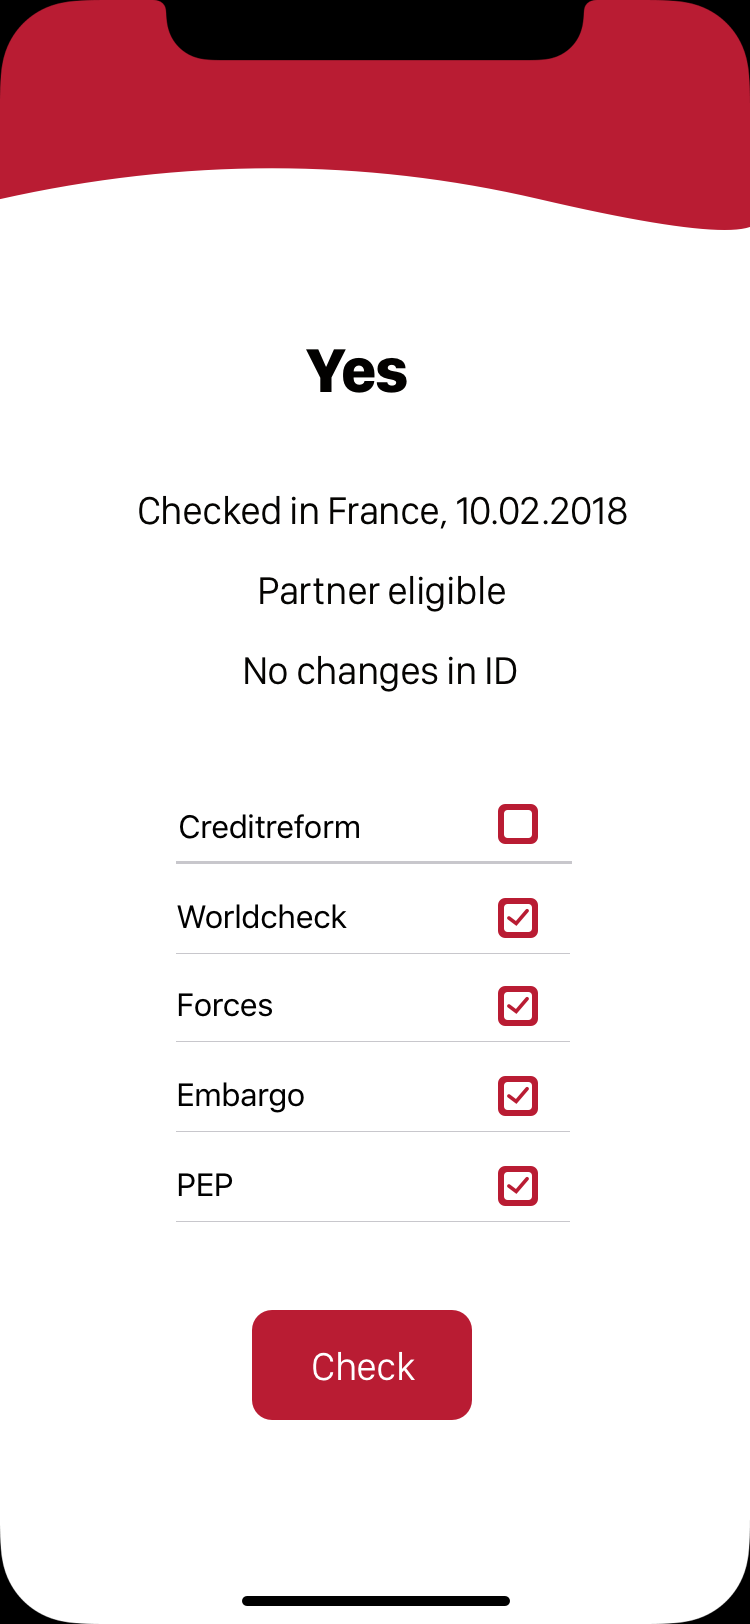 Yes
Checked in France, 10.02.2018
Partner eligible
No changes in ID
Creditreform
Worldcheck
Forces
Embargo
PEP
Check